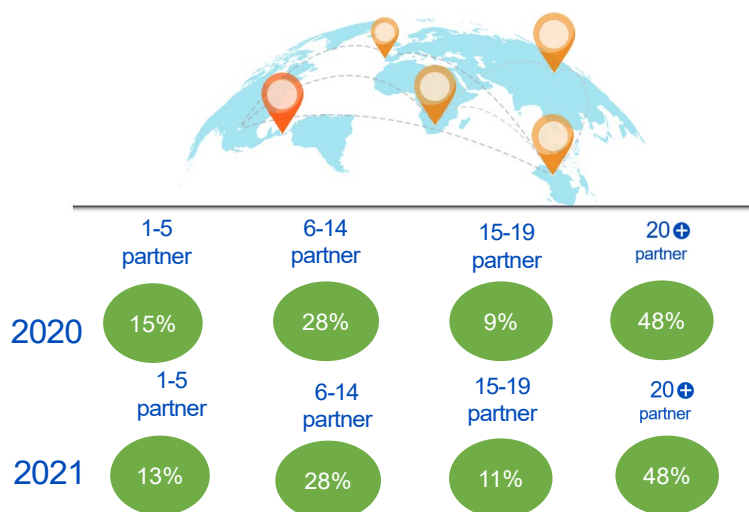 1-5 partner
6-14 partner
15-19 partner
20+ partner
2020
15%
28%
9%
48%
1-5 partner
6-14 partner
15-19 partner
20+ partner
2021
13%
28%
11%
48%